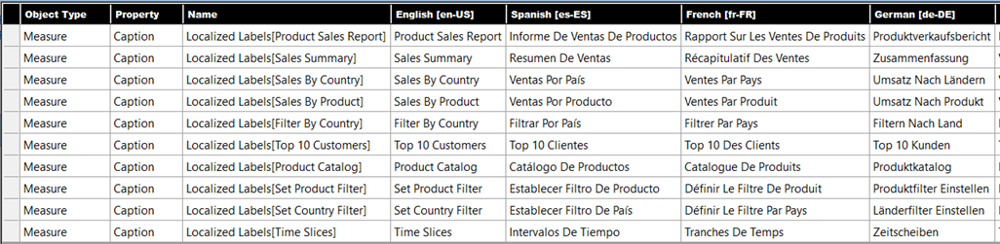 Object Type Property Name English [en-US] Spanish [es-ES] French [fr-FR] German [de-DE]
Measure Caption Localized Labels[Product Sales Report] Product Sales Report Informe De Ventas De Productos Rapport Sur Les Ventes De Produits Produktverkaufsbericht
Measure Caption Localized Labels[Sales Summary] Sales Summary Resumen De Ventas Récapitulatif Des Ventes Zusammenfassung
Measure Caption Localized Labels[Sales By Country] Sales By Country Ventas Por País Ventes Par Pays Umsatz Nach Ländern
Measure Caption Localized Labels[Sales By Product] Sales By Product Ventas Por Producto Ventes Par Produit Umsatz Nach Produkt
Measure Caption Localized Labels[Filter By Country] Filter By Country Filtrar Por País Filtrer Par Pays Filtern Nach Land
Measure Caption Localized Labels[Top 10 Customers] Top 10 Customers Top 10 Clientes Top 10 Des Clients Top 10 Kunden
Measure Caption Localized Labels[Product Catalog] Product Catalog Catálogo De Productos Catalogue De Produits Produktkatalog
Measure Caption Localized Labels[Set Product Filter] Set Product Filter Establecer Filtro De Producto Définir Le Filtre De Produit Produktfilter Einstellen
Measure Caption Localized Labels[Set Country Filter] Set Country Filter Establecer Filtro De País Définir Le Filtre Par Pays Länderfilter Einstellen
Measure Caption Localized Labels[Time Slices] Time Slices Intervalos De Tiempo Tranches De Temps Zeitscheiben